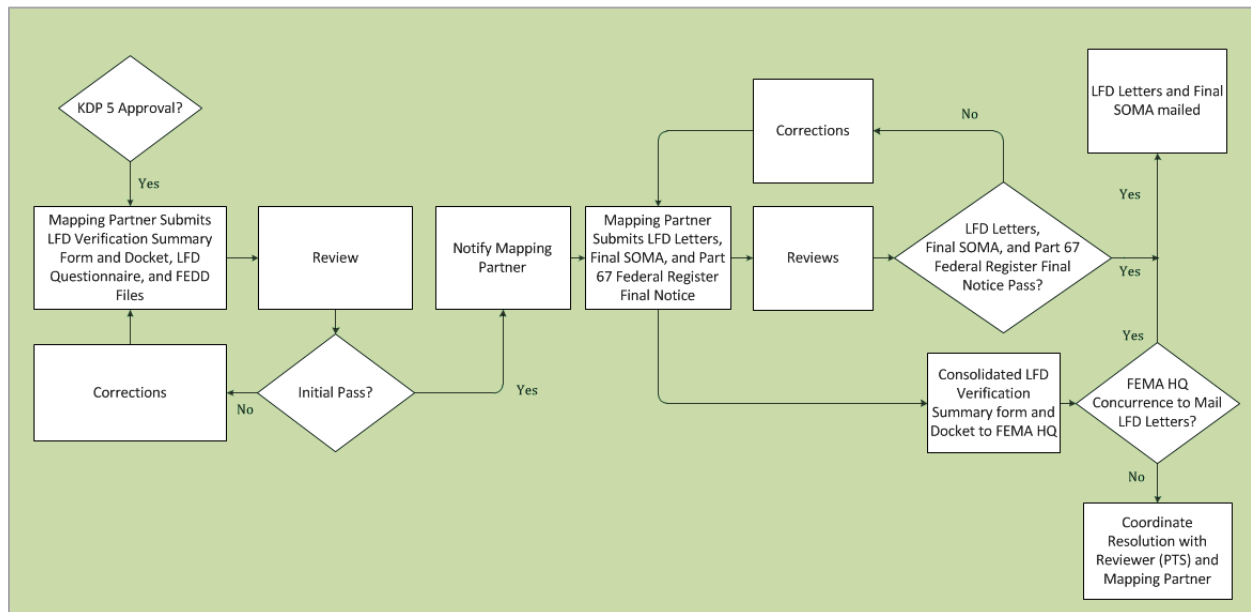 KDP 5 Approval?
Yes
Mapping Partner Submits
LFD Verification Summary
Form and Docket, LFD
Questionnaire, and FEDD
Files
Review
Initial Pass?
No
Corrections
Yes
Notify Mapping
Partner
Mapping Partner
Submits LFD Letters,
Final SOMA, and Part
67 Federal Register
Final Notice
Reviews
LFD Letters,
Final SOMA, and Part 67
Federal Register Final
Notice Pass?
No
Corrections
Yes
Yes
LFD Letters and Final
SOMA mailed
Consolidated LFD
Verification
Summary form and
Docket to FEMA HQ
FEMA HQ
Concurrence to Mail
LFD Letters?
Yes
No
Coordinate
Resolution with
Reviewer (PTS) and
Mapping Partner